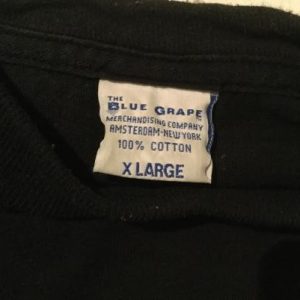 THE
BLUE GRAPE
MERCHANDISING COMPANY
AMSTERDAM-NEW YORK
100% COTTON
X LARGE